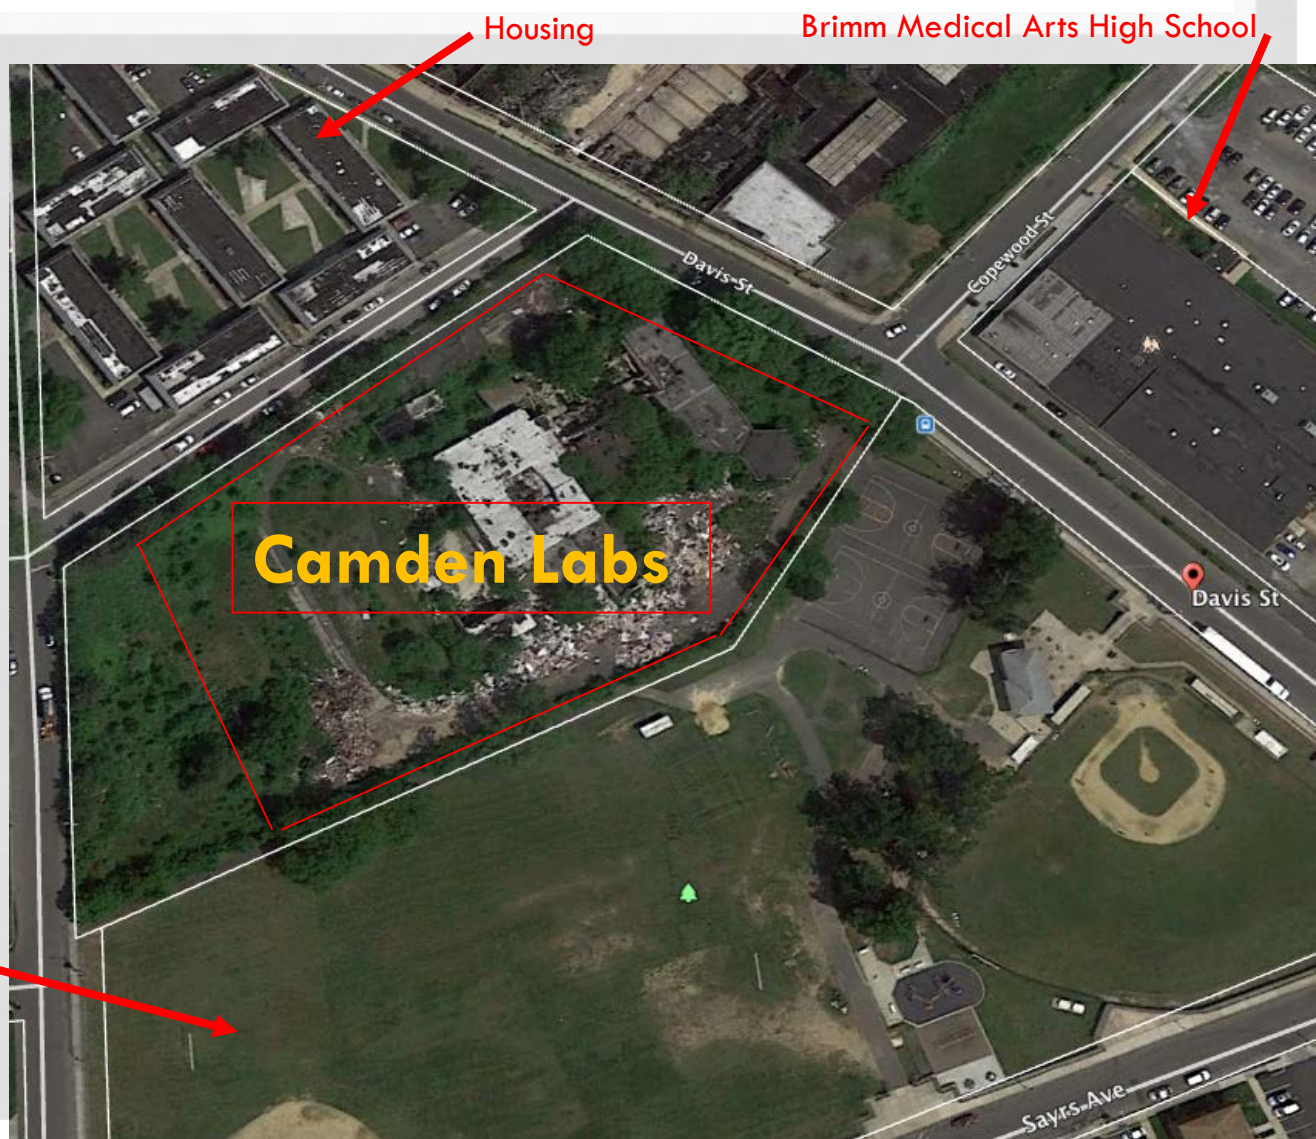 Housing
Brimm Medical Arts High School
Davis St
Copewood St
Camden Labs
Davis St
Sayrs Ave